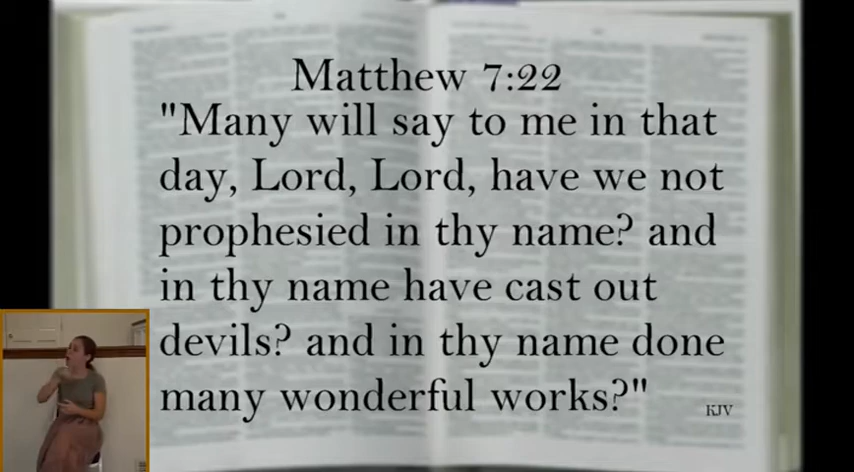 Matthew 7:22
"Many will say to me in that
day, Lord, Lord, have we not
prophesied in thy name? and
in thy name have cast out
devils? and in thy name done
many wonderful works?"
KJV